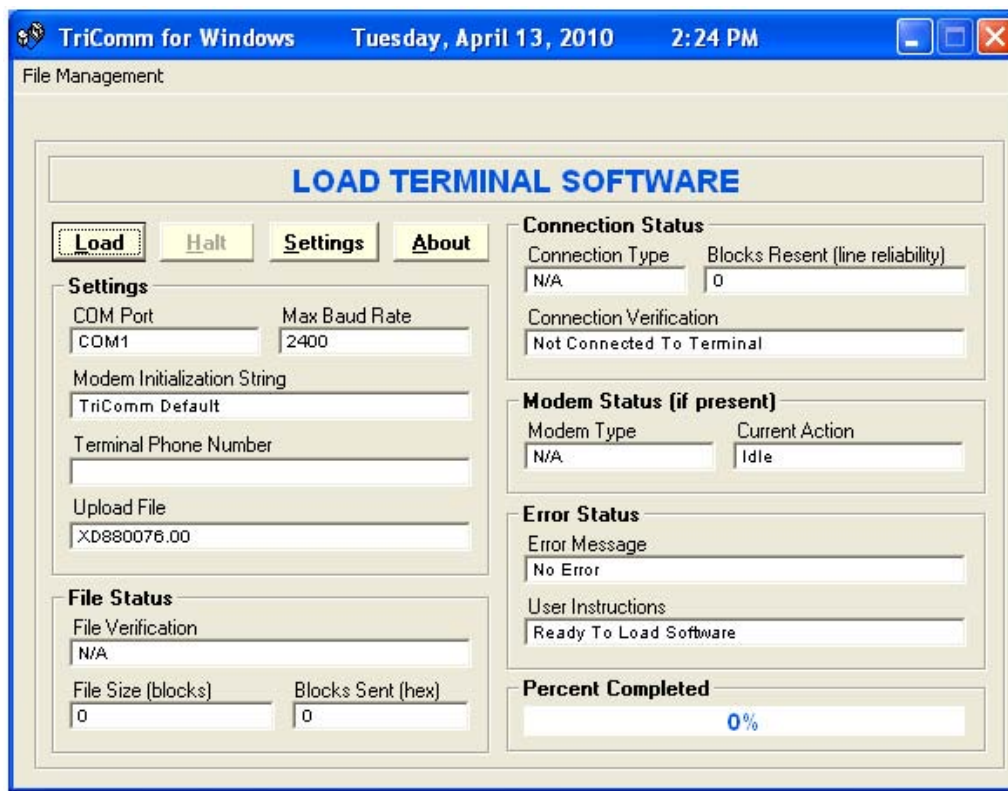 TriComm for Windows Tuesday, April 13, 2010 2:24 PM
File Management
LOAD TERMINAL SOFTWARE
Load Halt Settings About
Settings
COM Port Max Baud Rate
COM1 2400
Modem Initialization String
TriComm Default
Terminal Phone Number
Upload File
XD880076.00
File Status
File Verification
N/A
File Size (blocks) Blocks Sent (hex)
0 0
Connection Status
Connection Type Blocks Resent (line reliability)
N/A 0
Connection Verification
Not Connected To Terminal
Modem Status (if present)
Modem Type Current Action
N/A Idle
Error Status
Error Message
No Error
User Instructions
Ready To Load Software
Percent Completed
0%